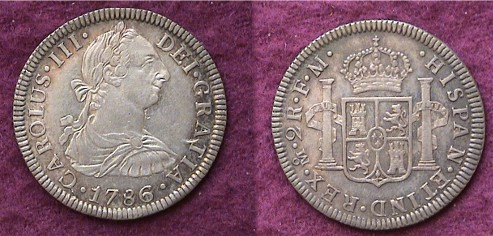 ·CAROLUS·III·DEI·GRATIA·
·1786·
·HISPAN·ET IND·REX·M·2R·F·M·